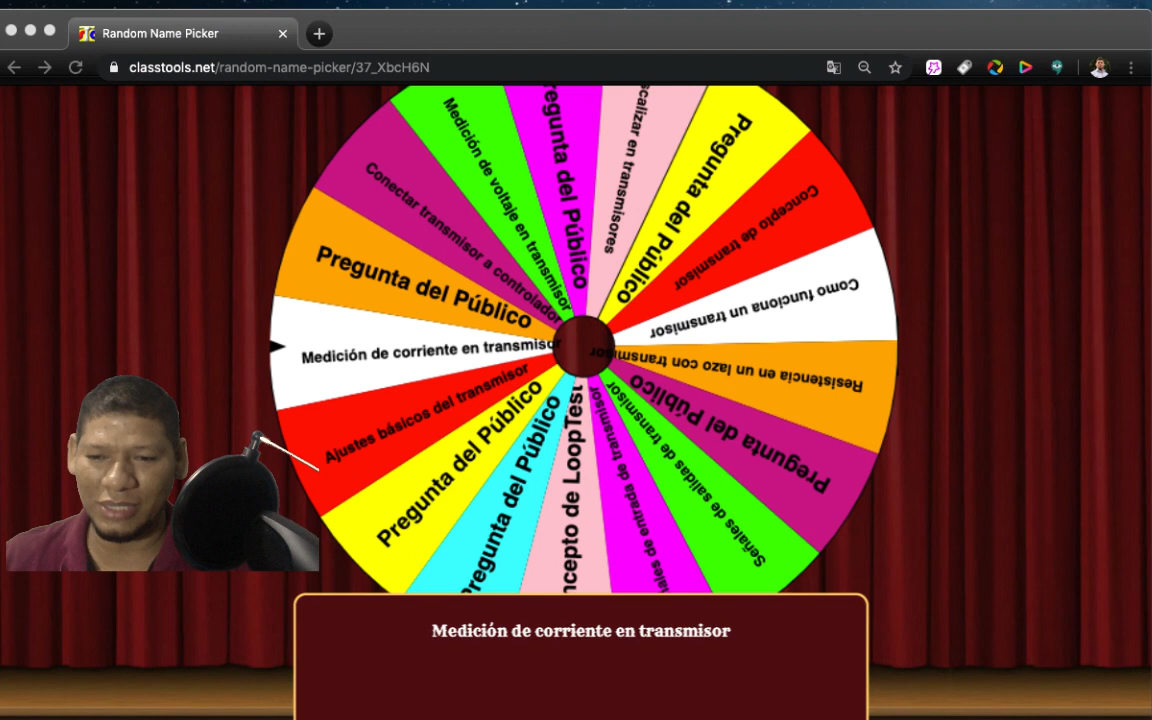 Random Name Picker
classtools.net/random-name-picker/37_XbcH6N
Pregunta del Público
Concepto de transmisor
Como funciona un transmisor
Resistencia en un lazo con transmisor
Pregunta del Público
Señales de salidas de transmisor
de entrada de transmisor
de LoopTest
Pregunta del Público
Pregunta del Público
Ajustes básicos del transmisor
Medición de corriente en transmisor
Pregunta del Público
Conectar transmisor a controlador
Medición de voltaje en transmisor
Pregunta del Público
en transmisores
Medición de corriente en transmisor